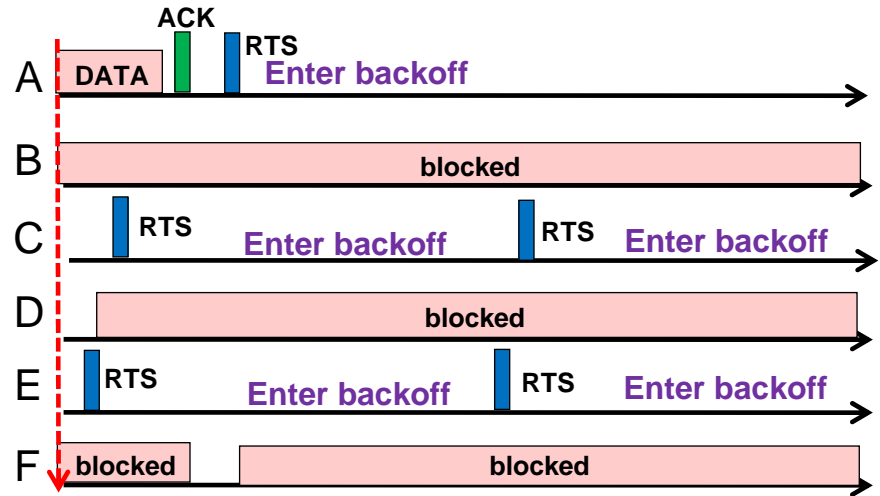 ACK
RTS
A DATA Enter backoff
B blocked
C RTS Enter backoff RTS Enter backoff
D blocked
E RTS Enter backoff RTS Enter backoff
F blocked blocked